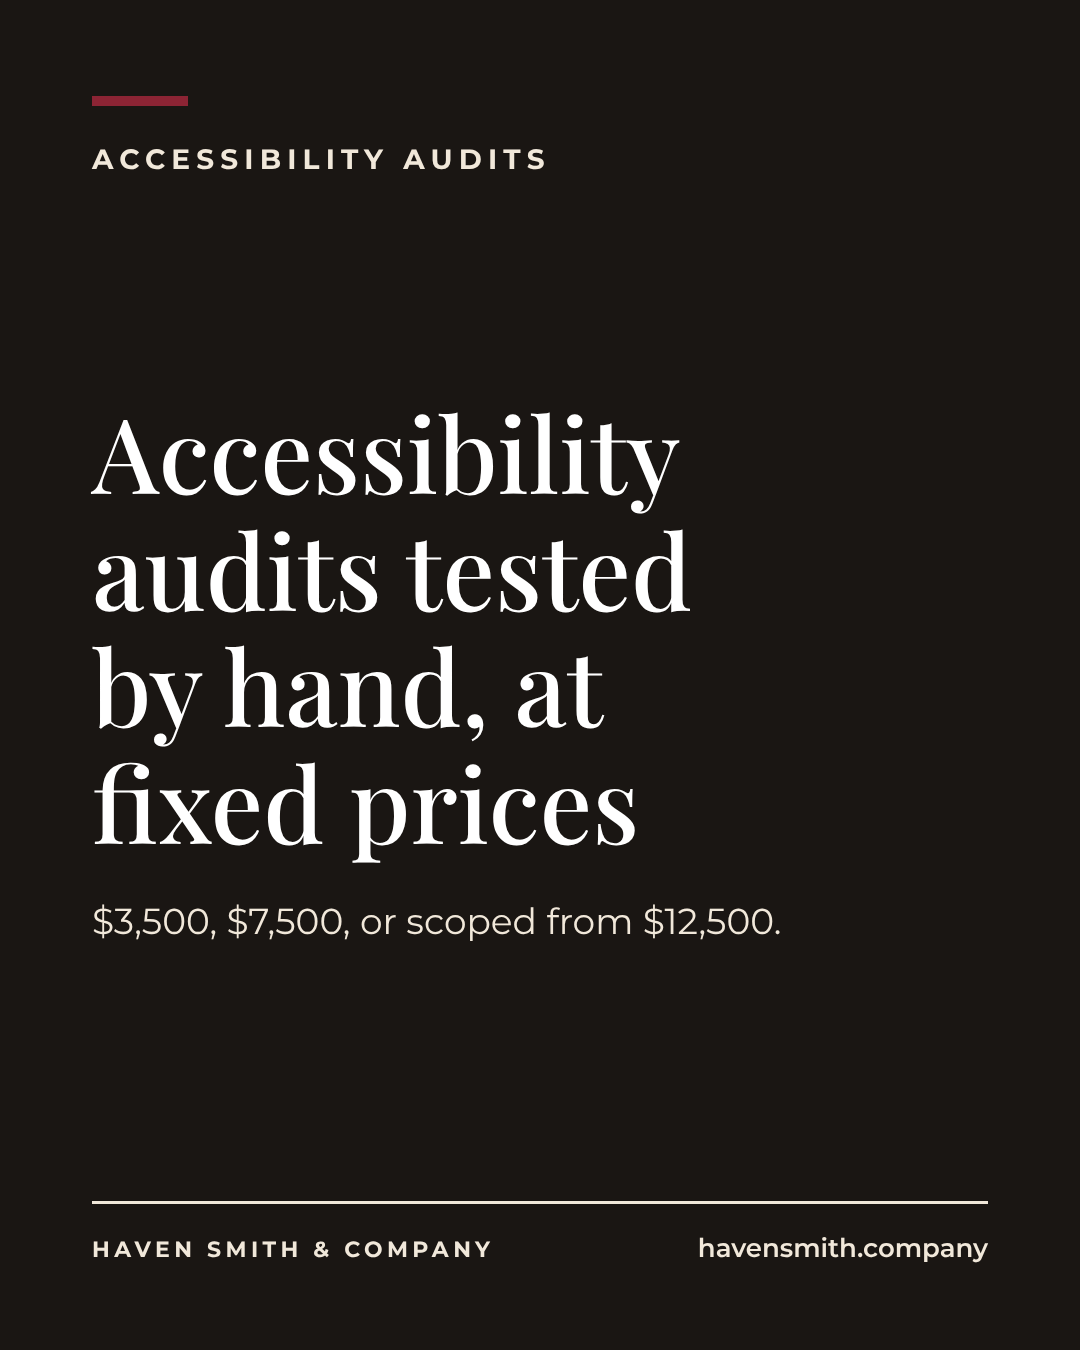 ACCESSIBILITY AUDITS
Accessibility
audits tested
by hand, at
fixed prices
$3,500, $7,500, or scoped from $12,500.
HAVEN SMITH & COMPANY
havensmith.company